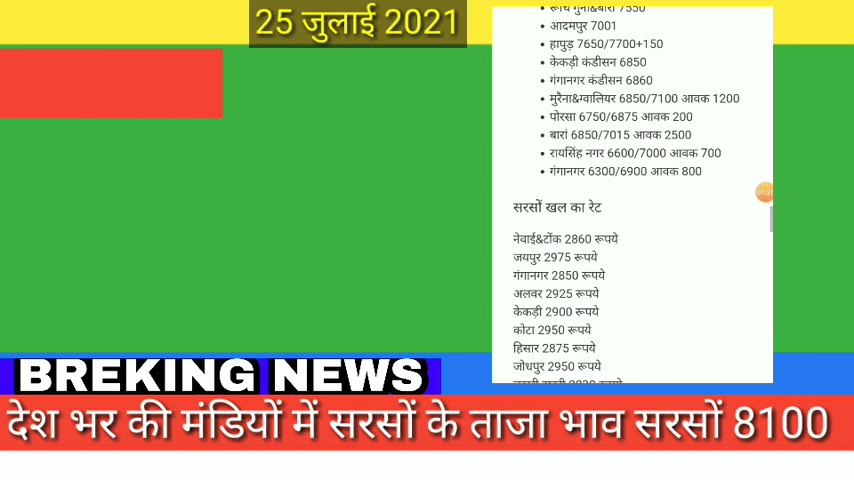 25 जुलाई 2021
• रूचि गुना&बारां 7550
• आदमपुर 7001
• हापुड़ 7650/7700+150
• केकड़ी कंडीसन 6850
• गंगानगर कंडीसन 6860
• मुरैना&ग्वालियर 6850/7100 आवक 1200
• पोरसा 6750/6875 आवक 200
• बारां 6850/7015 आवक 2500
• रायसिंह नगर 6600/7000 आवक 700
• गंगानगर 6300/6900 आवक 800
सरसों खल का रेट
नेवाई&टोंक 2860 रूपये
जयपुर 2975 रूपये
गंगानगर 2850 रूपये
अलवर 2925 रूपये
केकड़ी 2900 रूपये
कोटा 2950 रूपये
हिसार 2875 रूपये
जोधपुर 2950 रूपये
BREKING NEWS
देश भर की मंडियों में सरसों के ताजा भाव सरसों 8100